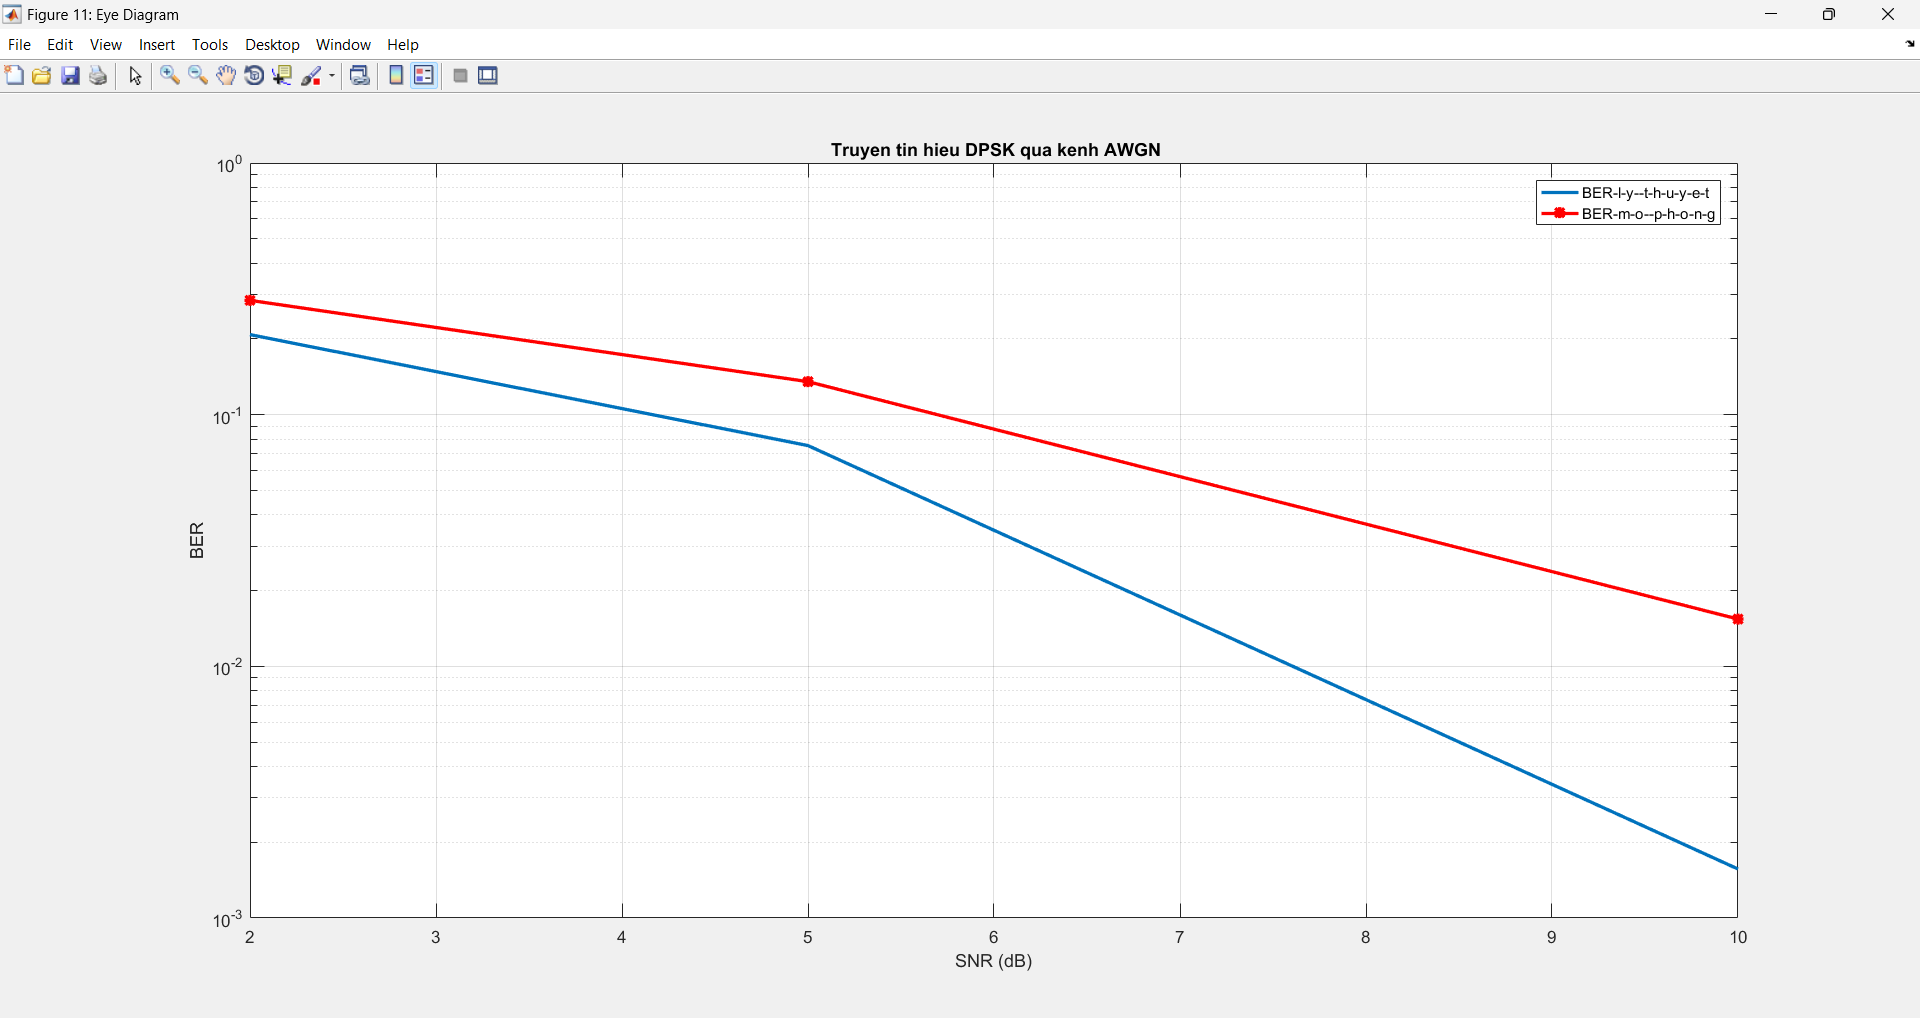 Figure 11: Eye Diagram
File Edit View Insert Tools Desktop Window Help
Truyen tin hieu DPSK qua kenh AWGN
BER-l-y--t-h-u-y-e-t
BER-m-o--p-h-o-n-g
10^0
10^-1
10^-2
10^-3
BER
2 3 4 5 6 7 8 9 10
SNR (dB)